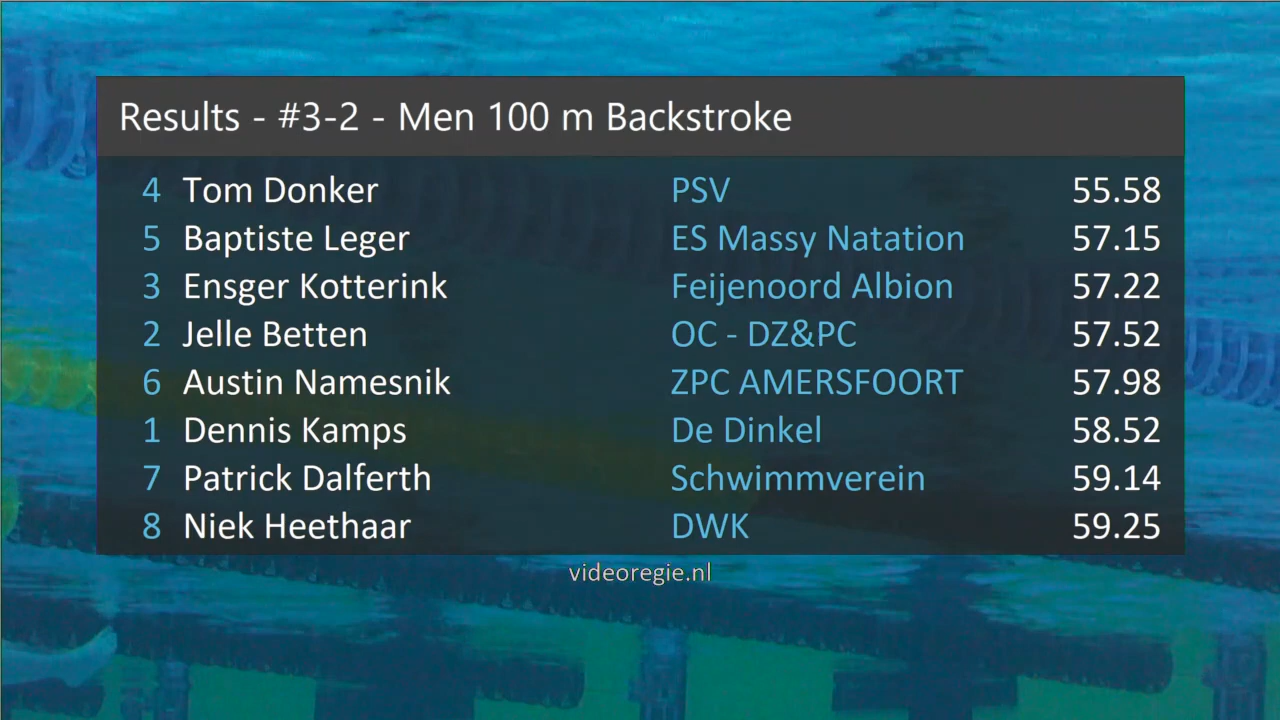 Results - #3-2 - Men 100 m Backstroke
4 Tom Donker PSV 55.58
5 Baptiste Leger ES Massy Natation 57.15
3 Ensger Kotterink Feijenoord Albion 57.22
2 Jelle Betten OC - DZ&PC 57.52
6 Austin Namesnik ZPC AMERSFOORT 57.98
1 Dennis Kamps De Dinkel 58.52
7 Patrick Dalferth Schwimmverein 59.14
8 Niek Heethaar DWK 59.25
videoregie.nl